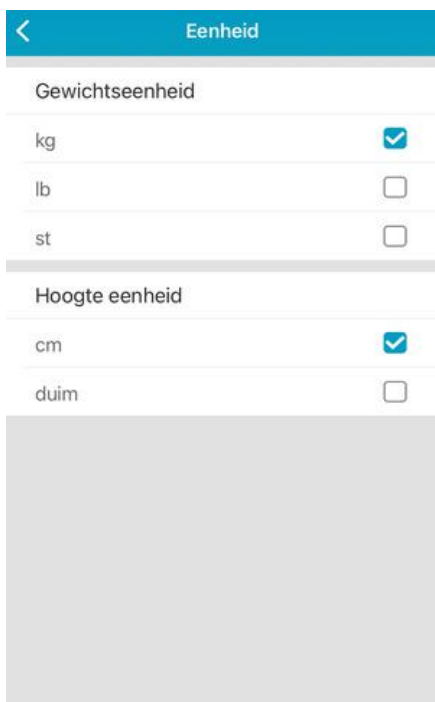 Eenheid
Gewichtseenheid
kg
lb
st
Hoogte eenheid
cm
duim